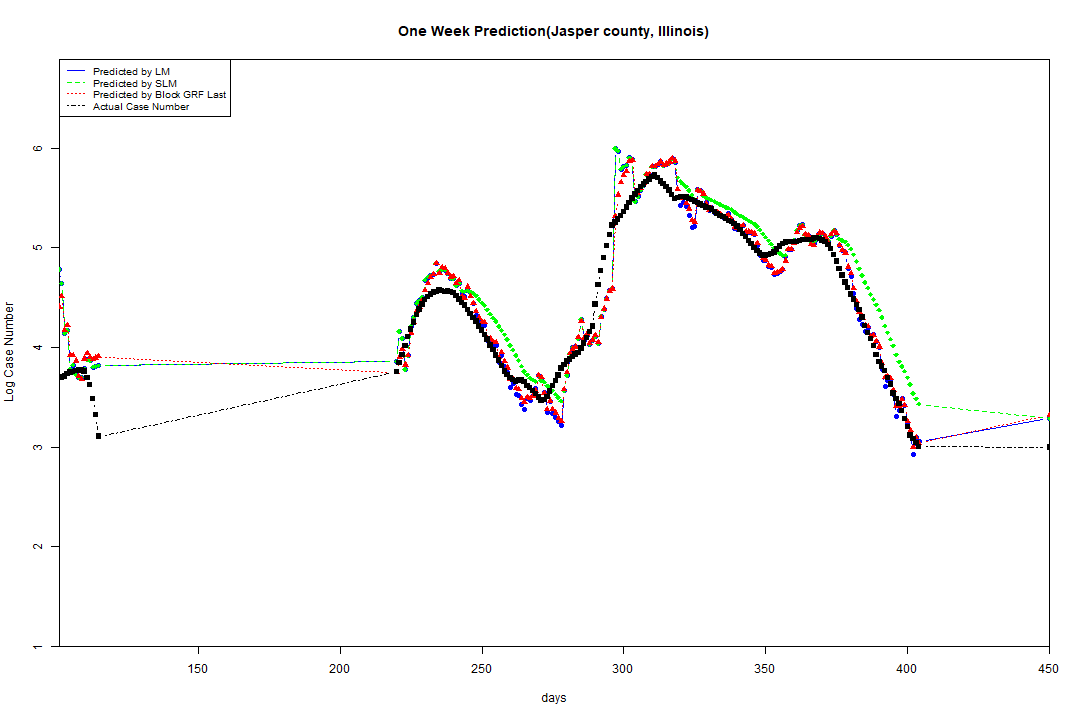 One Week Prediction(Jasper county, Illinois)
Predicted by LM
Predicted by SLM
Predicted by Block GRF Last
Actual Case Number
Log Case Number
6
5
4
3
2
1
150 200 250 300 350 400 450
days